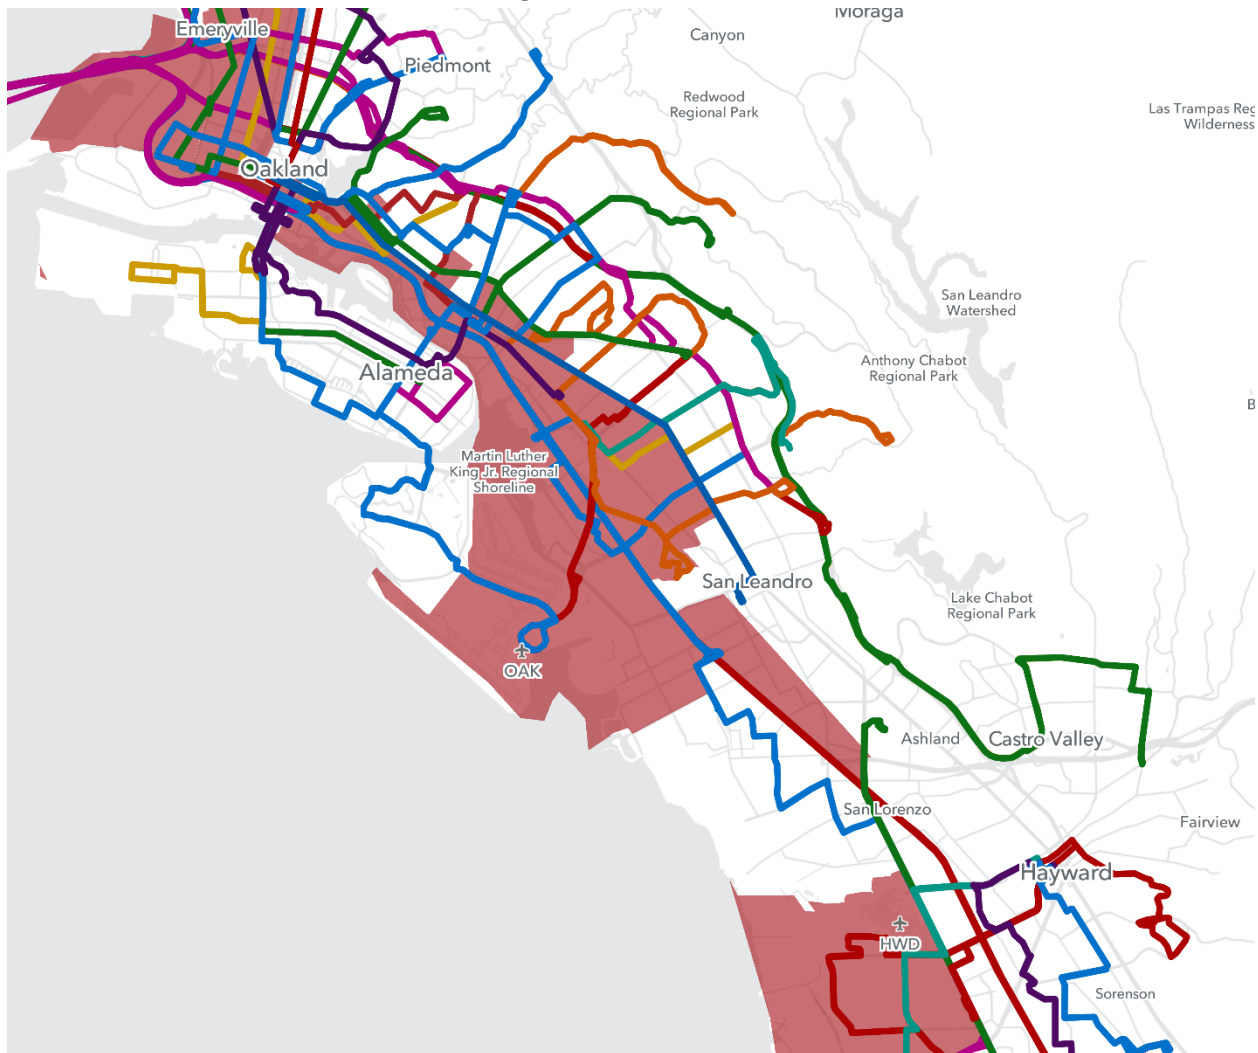 Moraga
Emeryville
Canyon
Piedmont
Redwood
Regional Park
Las Trampas Reg
Wilderness
Oakland
San Leandro
Watershed
Anthony Chabot
Regional Park
Alameda
B
Martin Luther
King Jr. Regional
Shoreline
San Leandro
Lake Chabot
Regional Park
OAK
Ashland
Castro Valley
San Lorenzo
Fairview
Hayward
HWD
Sorenson